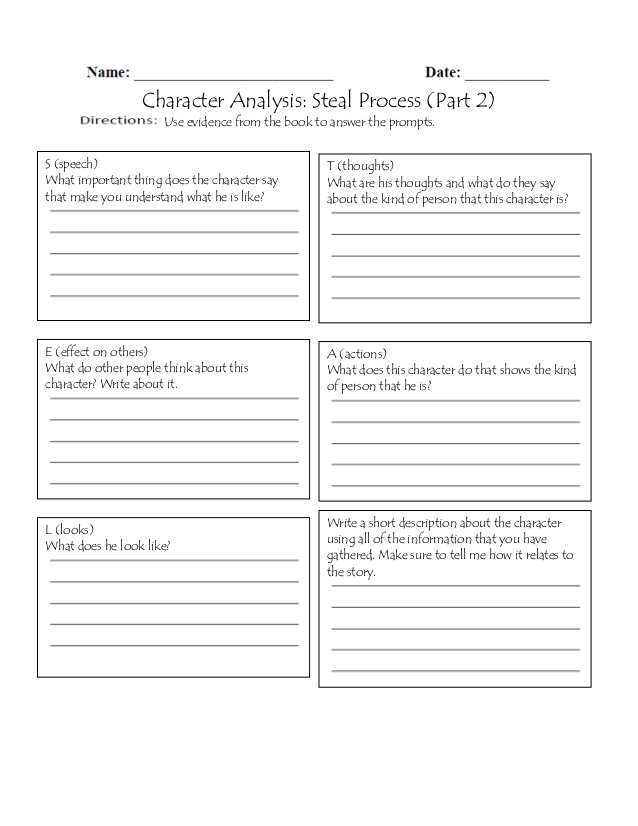 Name: ___________________________ Date: ___________
Character Analysis: Steal Process (Part 2)
Directions: Use evidence from the book to answer the prompts.
S (speech)
What important thing does the character say
that make you understand what he is like?
T (thoughts)
What are his thoughts and what do they say
about the kind of person that this character is?
E (effect on others)
What do other people think about this
character? Write about it.
A (actions)
What does this character do that shows the kind
of person that he is?
L (looks)
What does he look like?
Write a short description about the character
using all of the information that you have
gathered. Make sure to tell me how it relates to
the story.